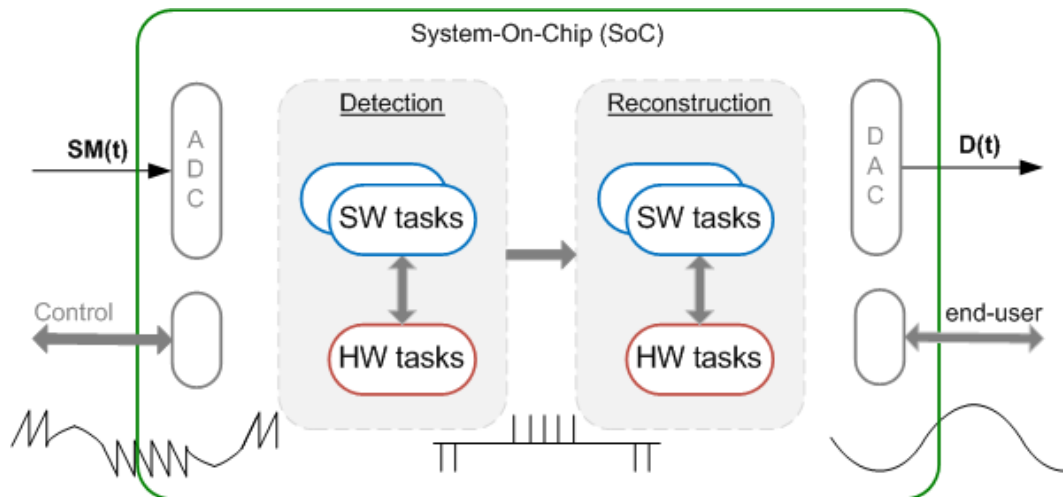 System-On-Chip (SoC)
Detection
Reconstruction
A
D
C
D
A
C
SM(t)
D(t)
SW tasks
SW tasks
Control
end-user
HW tasks
HW tasks